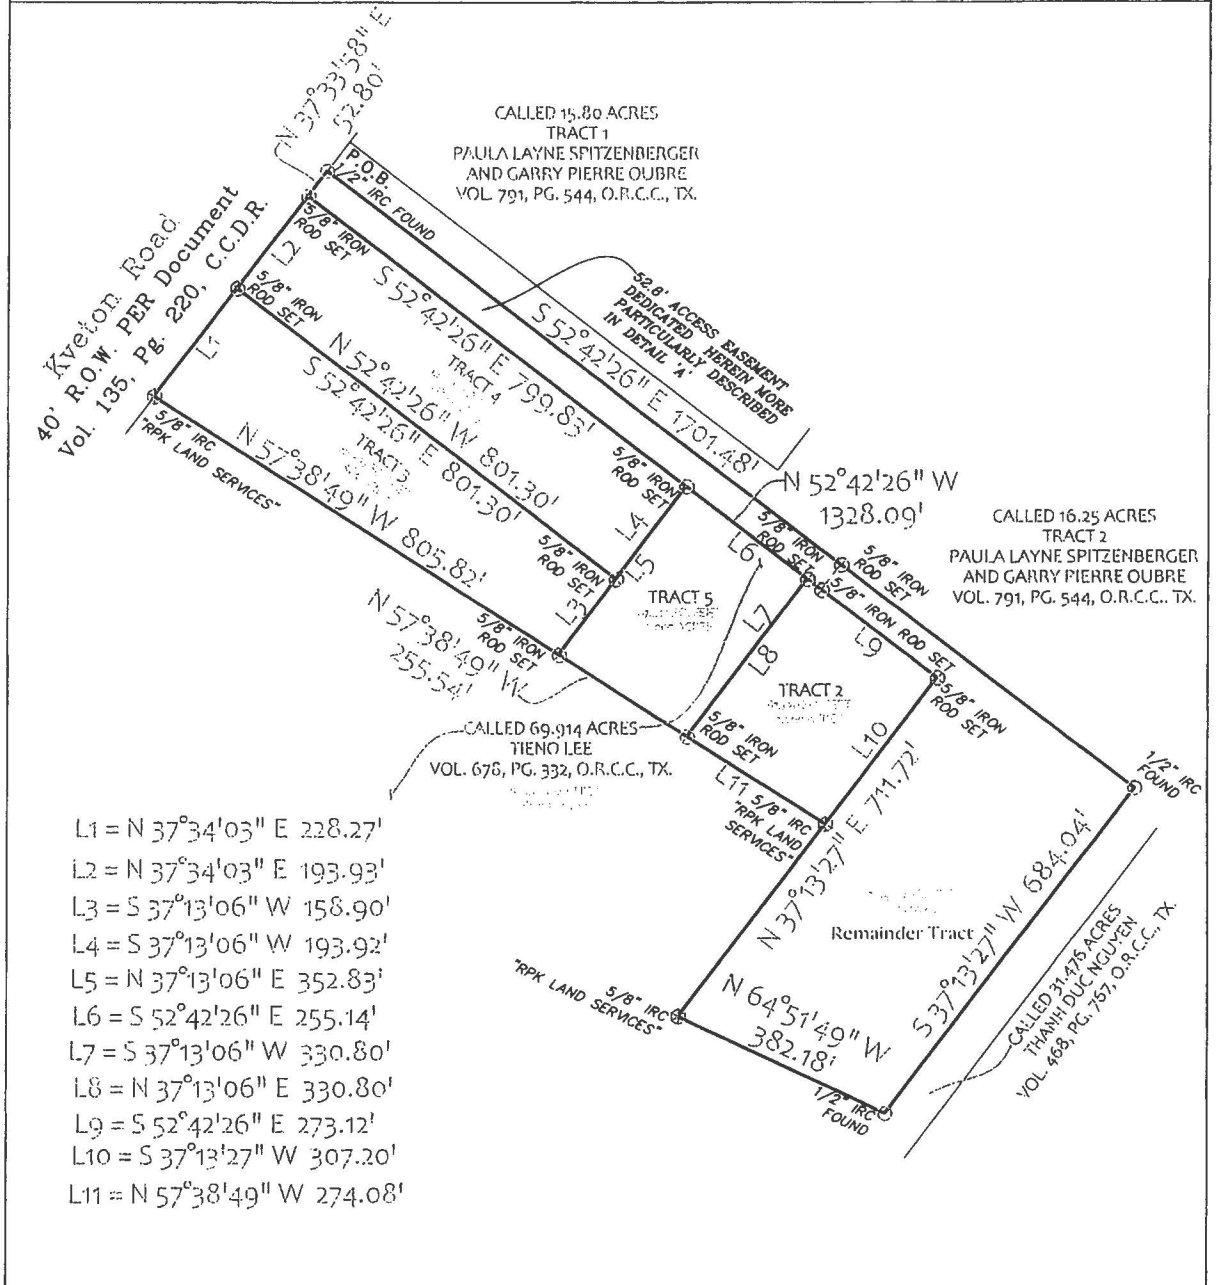 N 37°33'58" E
52.80'
CALLED 15.80 ACRES
TRACT 1
PAULA LAYNE SPITZENBERGER
AND GARRY PIERRE OUBRE
VOL. 791, PG. 544, O.R.C.C., TX.
P.O.B.
1/2" IRC FOUND
Kveton Road
40' R.O.W. PER Document
Vol. 135, Pg. 220, C.C.D.R.
5/8" IRON
ROD SET
L2
5/8" IRON
ROD SET
L1
5/8" IRC
"RPK LAND SERVICES"
52.8' ACCESS EASEMENT
DEDICATED HEREIN MORE
PARTICULARLY DESCRIBED
IN DETAIL 'A'
S 52°42'26" E 1701.48'
S 52°42'26" E 799.83'
TRACT 4
N 52°42'26" W 801.30'
S 52°42'26" E 801.30'
TRACT 3
N 57°38'49" W 805.82'
5/8" IRON
ROD SET
L4
L5
5/8" IRON
ROD SET
L3
N 52°42'26" W
1328.09'
5/8" IRON
ROD SET
5/8" IRON
ROD SET
L6
CALLED 16.25 ACRES
TRACT 2
PAULA LAYNE SPITZENBERGER
AND GARRY PIERRE OUBRE
VOL. 791, PG. 544, O.R.C.C.. TX.
TRACT 5
L7
L8
5/8" IRON ROD SET
L9
5/8" IRON
ROD SET
N 57°38'49" W
255.54'
5/8" IRON
ROD SET
TRACT 2
L10
5/8" IRON
ROD SET
CALLED 69.914 ACRES
TIENO LEE
VOL. 678, PG. 332, O.R.C.C., TX.
L11
5/8" IRC
"RPK LAND
SERVICES"
N 37°13'27" E 711.72'
1/2" IRC
FOUND
S 37°13'27" W 684.04'
Remainder Tract
CALLED 31.476 ACRES
THANH DUC NGUYEN
VOL. 468, PG. 767, O.R.C.C., TX.
5/8" IRC
"RPK LAND SERVICES"
N 64°51'49" W
382.18'
1/2" IRC
FOUND
L1 = N 37°34'03" E 228.27'
L2 = N 37°34'03" E 193.93'
L3 = S 37°13'06" W 158.90'
L4 = S 37°13'06" W 193.92'
L5 = N 37°13'06" E 352.83'
L6 = S 52°42'26" E 255.14'
L7 = S 37°13'06" W 330.80'
L8 = N 37°13'06" E 330.80'
L9 = S 52°42'26" E 273.12'
L10 = S 37°13'27" W 307.20'
L11 = N 57°38'49" W 274.08'